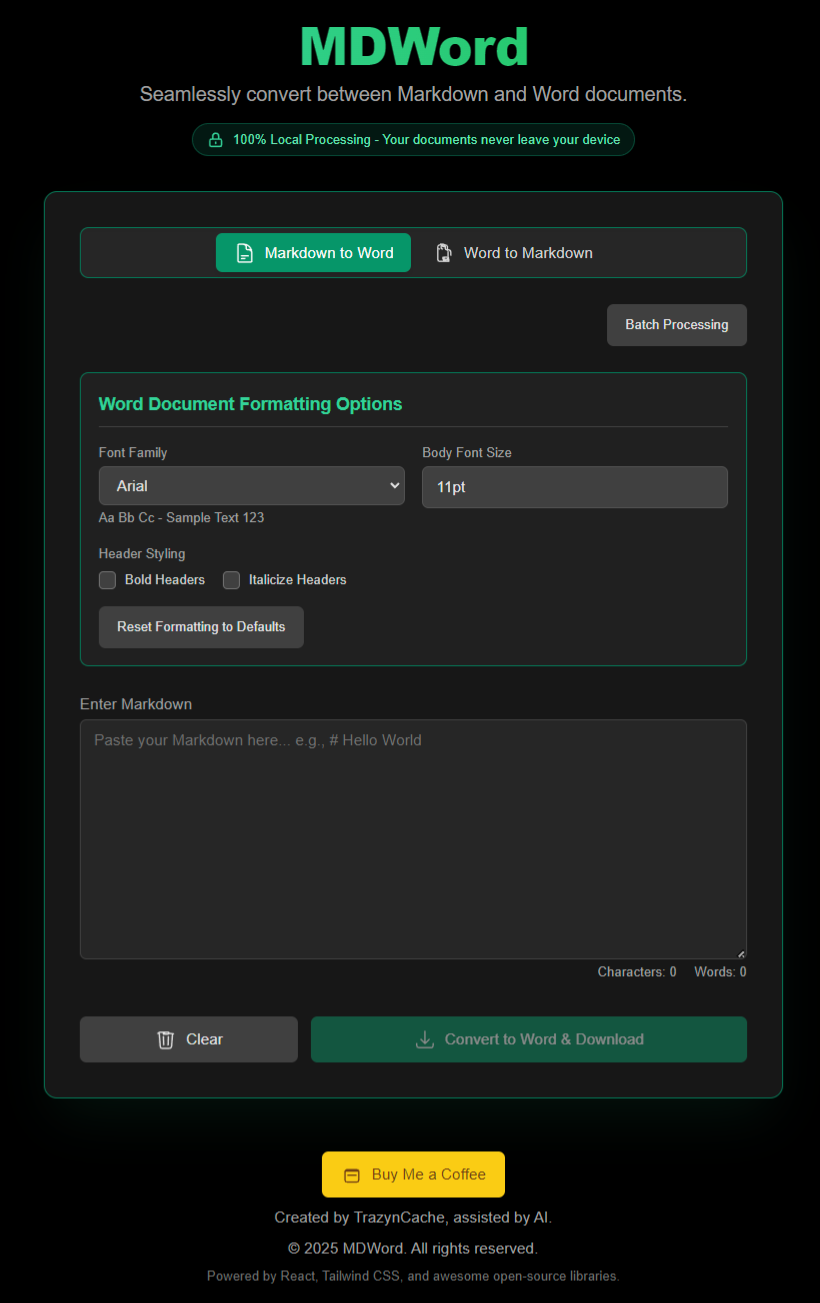 MDWord
Seamlessly convert between Markdown and Word documents.
100% Local Processing - Your documents never leave your device
Markdown to Word
Word to Markdown
Batch Processing
Word Document Formatting Options
Font Family
Body Font Size
Arial
11pt
Aa Bb Cc - Sample Text 123
Header Styling
Bold Headers
Italicize Headers
Reset Formatting to Defaults
Enter Markdown
Paste your Markdown here... e.g., # Hello World
Characters: 0
Words: 0
Clear
Convert to Word & Download
Buy Me a Coffee
Created by TrazynCache, assisted by AI.
© 2025 MDWord. All rights reserved.
Powered by React, Tailwind CSS, and awesome open-source libraries.